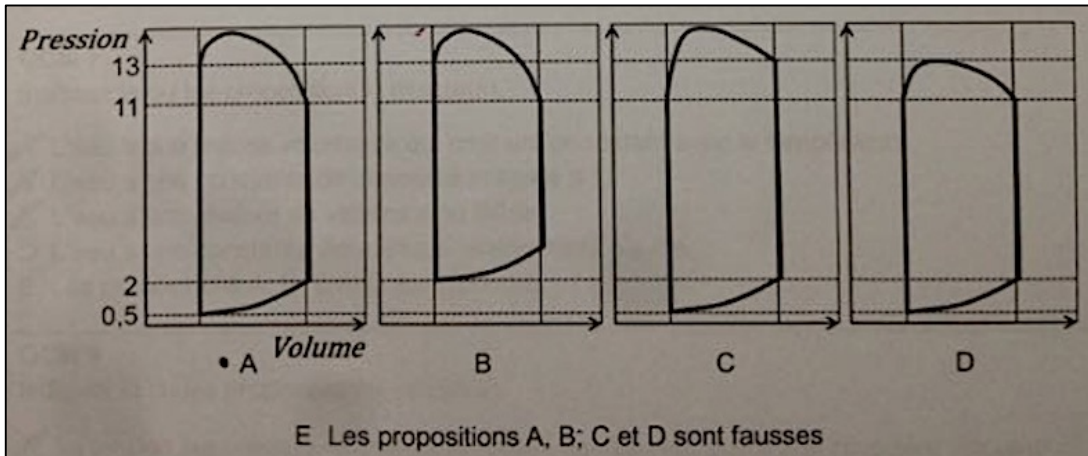 Pression
13
11
2
0,5
Volume
• A
B
C
D
E Les propositions A, B; C et D sont fausses